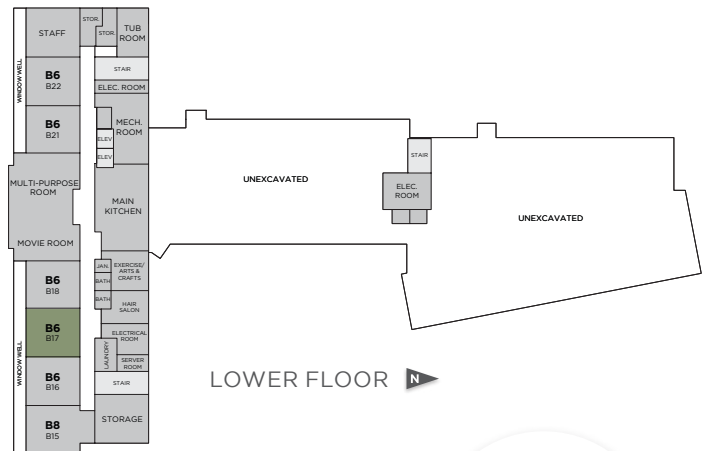 STAFF
STOR.
STOR.
TUB
ROOM
STAIR
ELEC. ROOM
WINDOW WELL
B6
B22
B6
B21
MECH.
ROOM
ELEV
ELEV
MULTI-PURPOSE
ROOM
MOVIE ROOM
MAIN
KITCHEN
UNEXCAVATED
STAIR
ELEC.
ROOM
UNEXCAVATED
JAN.
EXERCISE/
ARTS &
CRAFTS
BATH
BATH
HAIR
SALON
B6
B18
B6
B17
WINDOW WELL
B6
B16
B8
B15
ELECTRICAL
ROOM
LAUNDRY
SERVER
ROOM
STAIR
STORAGE
LOWER FLOOR N